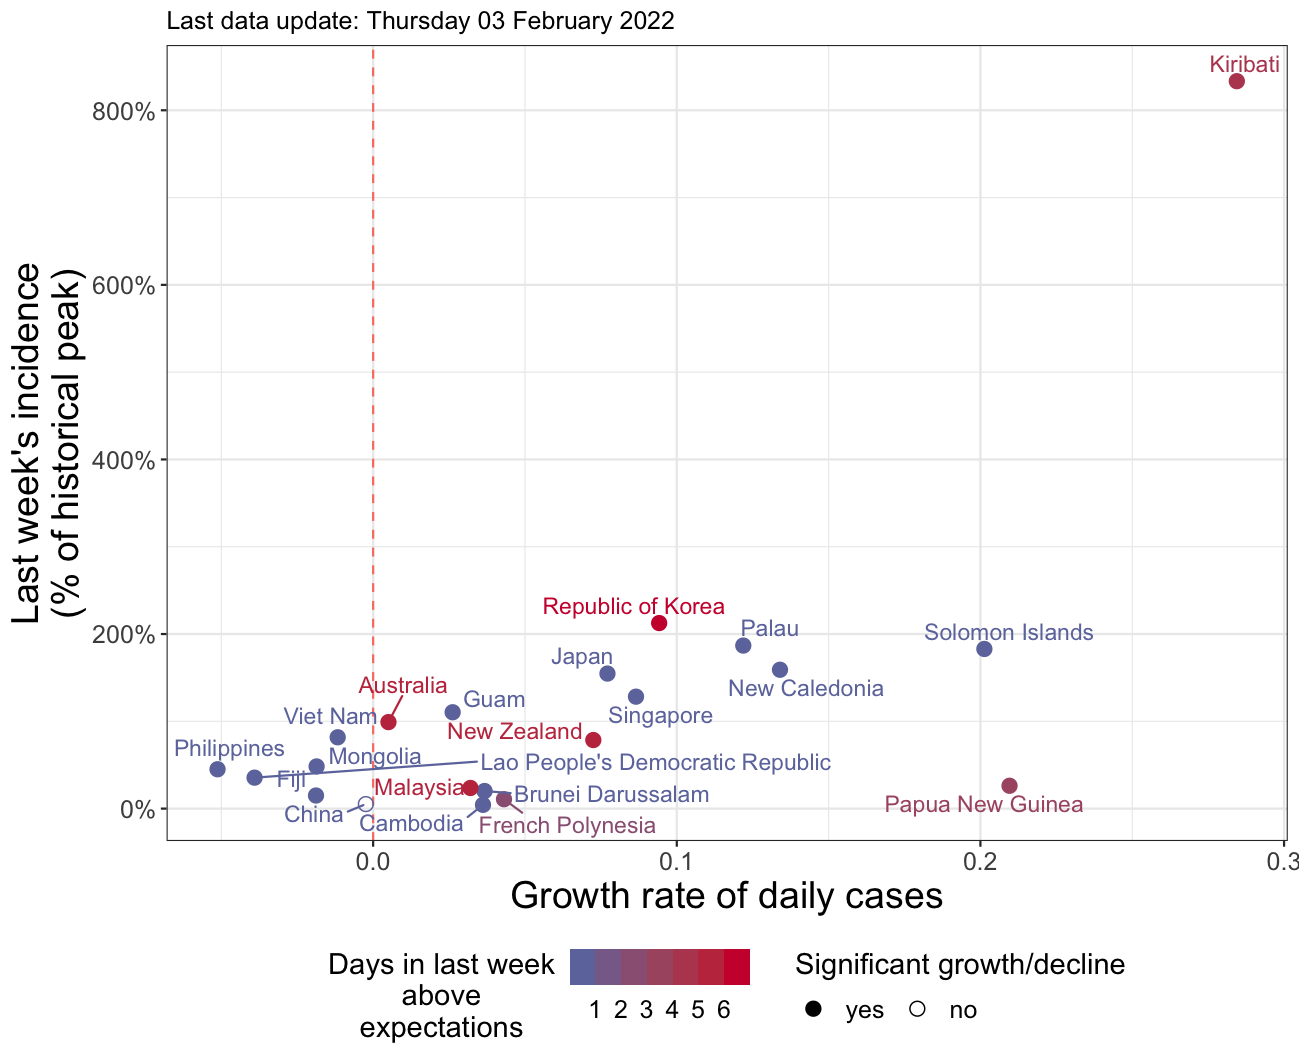 Last data update: Thursday 03 February 2022
Last week's incidence
(% of historical peak)
800%
600%
400%
200%
0%
Kiribati
Republic of Korea
Palau
Solomon Islands
Japan
New Caledonia
Australia
Guam
Singapore
Viet Nam
New Zealand
Philippines
Mongolia
Lao People's Democratic Republic
Fiji
Malaysia
Brunei Darussalam
Papua New Guinea
China
Cambodia
French Polynesia
0.0
0.1
0.2
0.3
Growth rate of daily cases
Days in last week
above
expectations
1 2 3 4 5 6
Significant growth/decline
yes
no